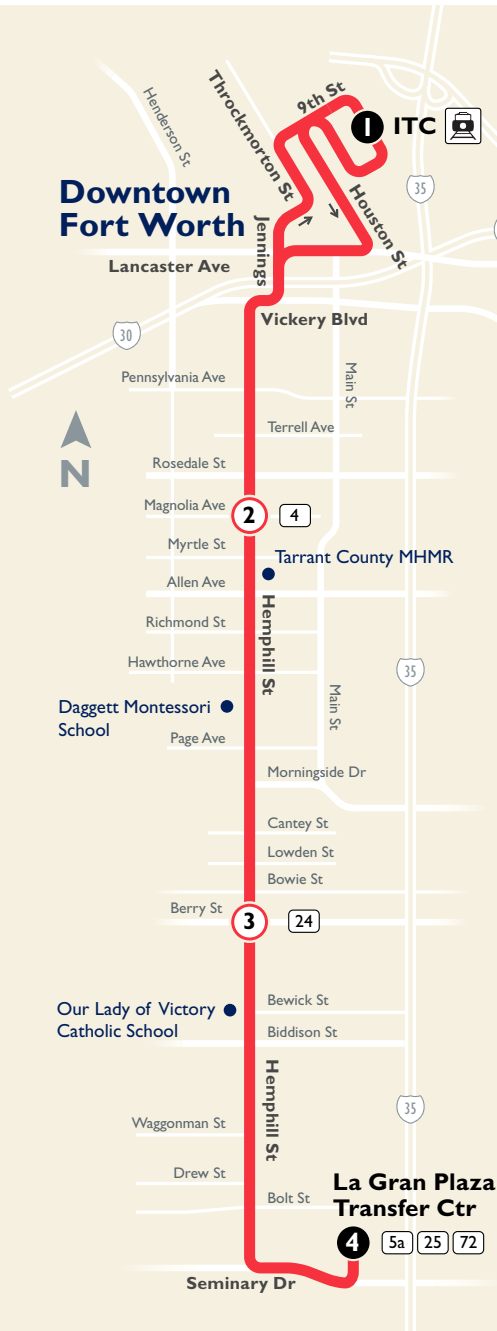 9th St
Throckmorton St
1 ITC
Henderson St
35
Downtown
Fort Worth
Houston St
Jennings
Lancaster Ave
Vickery Blvd
30
Pennsylvania Ave
Main St
Terrell Ave
N
Rosedale St
Magnolia Ave
2
4
Myrtle St
Tarrant County MHMR
Allen Ave
Hemphill St
Richmond St
Hawthorne Ave
35
Main St
Daggett Montessori
School
Page Ave
Morningside Dr
Cantey St
Lowden St
Bowie St
Berry St
3
24
Bewick St
Our Lady of Victory
Catholic School
Biddison St
Hemphill St
35
Waggonman St
Drew St
La Gran Plaza
Transfer Ctr
Bolt St
4
5a 25 72
Seminary Dr